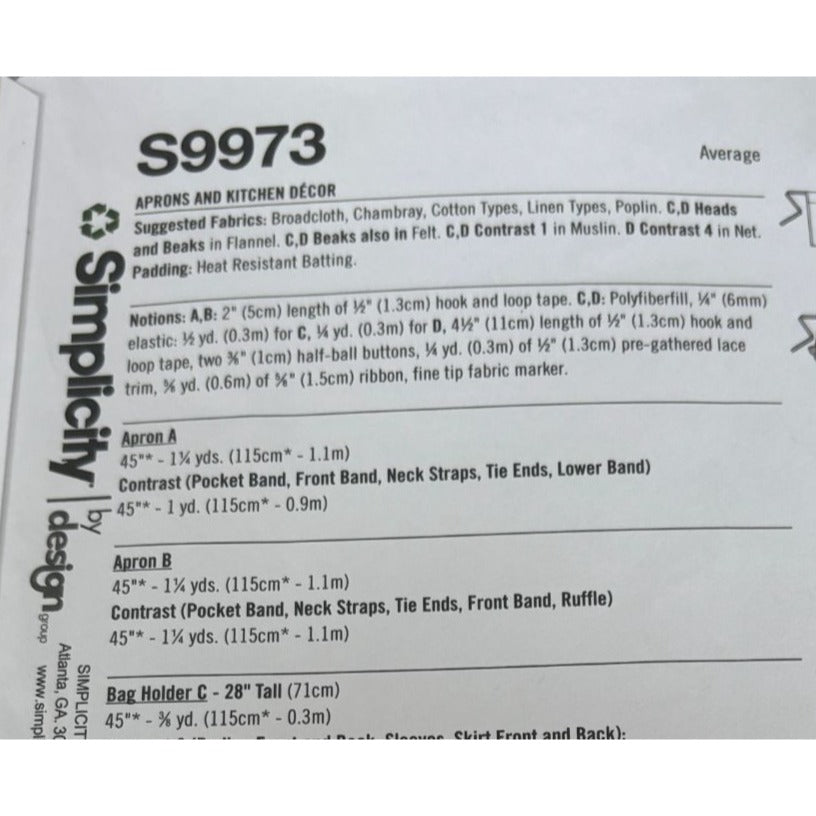 S9973
Average
APRONS AND KITCHEN DÉCOR
Suggested Fabrics: Broadcloth, Chambray, Cotton Types, Linen Types, Poplin. C,D Heads
and Beaks in Flannel. C,D Beaks also in Felt. C,D Contrast 1 in Muslin. D Contrast 4 in Net.
Padding: Heat Resistant Batting.
Notions: A,B: 2" (5cm) length of ½" (1.3cm) hook and loop tape. C,D: Polyfiberfill, ¼" (6mm)
elastic: ⅓ yd. (0.3m) for C, ¼ yd. (0.3m) for D, 4½" (11cm) length of ½" (1.3cm) hook and
loop tape, two ⅜" (1cm) half-ball buttons, ¼ yd. (0.3m) of ½" (1.3cm) pre-gathered lace
trim, ⅝ yd. (0.6m) of ⅝" (1.5cm) ribbon, fine tip fabric marker.
Apron A
45"* - 1¼ yds. (115cm* - 1.1m)
Contrast (Pocket Band, Front Band, Neck Straps, Tie Ends, Lower Band)
45"* - 1 yd. (115cm* - 0.9m)
Apron B
45"* - 1¼ yds. (115cm* - 1.1m)
Contrast (Pocket Band, Neck Straps, Tie Ends, Front Band, Ruffle)
45"* - 1¼ yds. (115cm* - 1.1m)
Bag Holder C - 28" Tall (71cm)
45"* - ⅜ yd. (115cm* - 0.3m)
Skirt Front and Back):
Simplicity by design group
SIMPLICIT
Atlanta, GA. 30
www.simpl